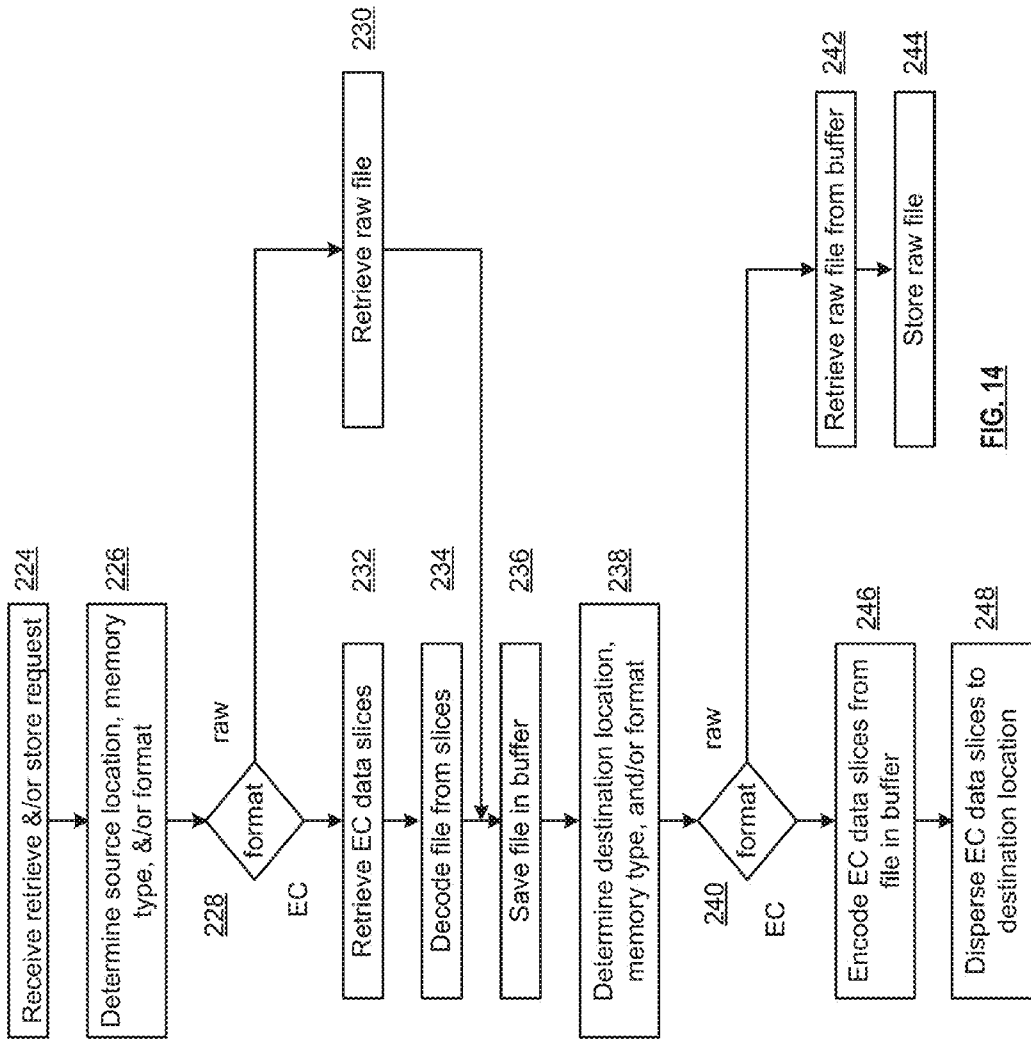 Receive retrieve &/or store request
224
Determine source location, memory
type, &/or format
226
228
format
raw
EC
Retrieve raw file
230
Retrieve EC data slices
232
Decode file from slices
234
Save file in buffer
236
Determine destination location,
memory type, and/or format
238
240
format
raw
EC
Retrieve raw file from buffer
242
Store raw file
244
Encode EC data slices from
file in buffer
246
Disperse EC data slices to
destination location
248
FIG. 14